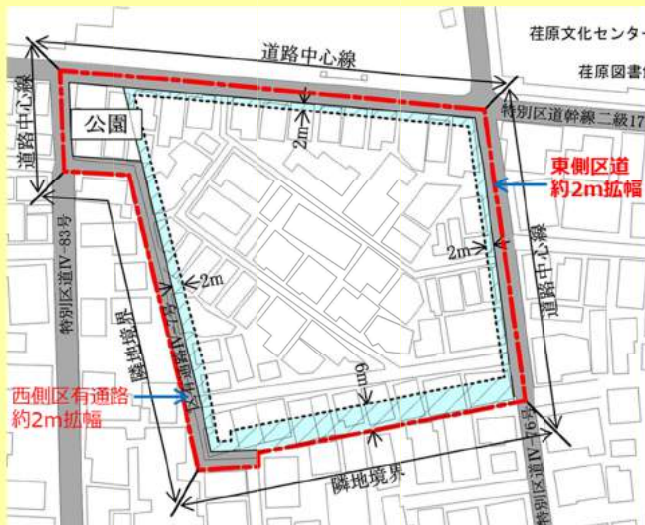 荏原文化センター
道路中心線
荏原図書館
特別区道幹線二級17
公園
2m
道路中心線
東側区道
約2m拡幅
特別区道Ⅳ-83号
2m
2m
道路中心線
隣地境界
6m
西側区有通路
約2m拡幅
隣地境界
特別区道Ⅳ-76号